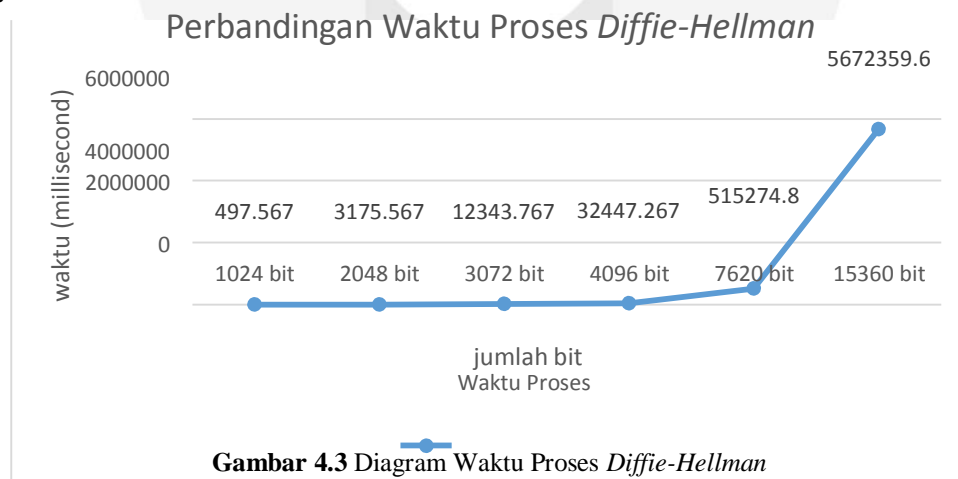 Perbandingan Waktu Proses Diffie-Hellman
5672359.6
6000000
4000000
2000000
0
waktu (millisecond)
497.567 3175.567 12343.767 32447.267 515274.8
1024 bit 2048 bit 3072 bit 4096 bit 7620 bit 15360 bit
jumlah bit
Waktu Proses
Gambar 4.3 Diagram Waktu Proses Diffie-Hellman